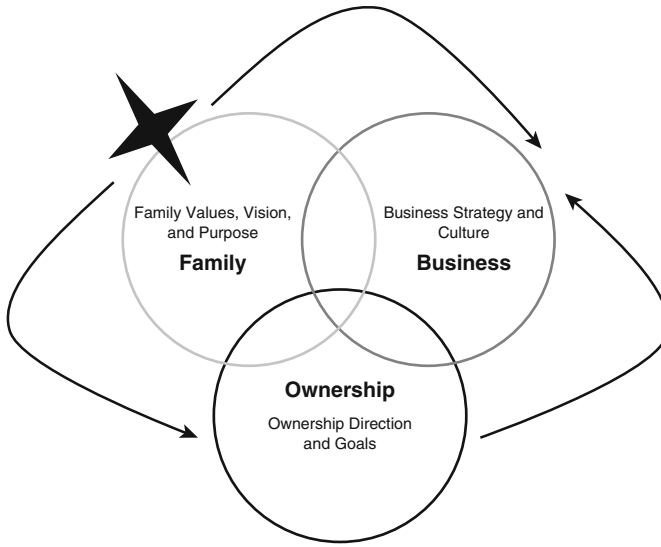 Family Values, Vision,
and Purpose
Family
Business Strategy and
Culture
Business
Ownership
Ownership Direction
and Goals